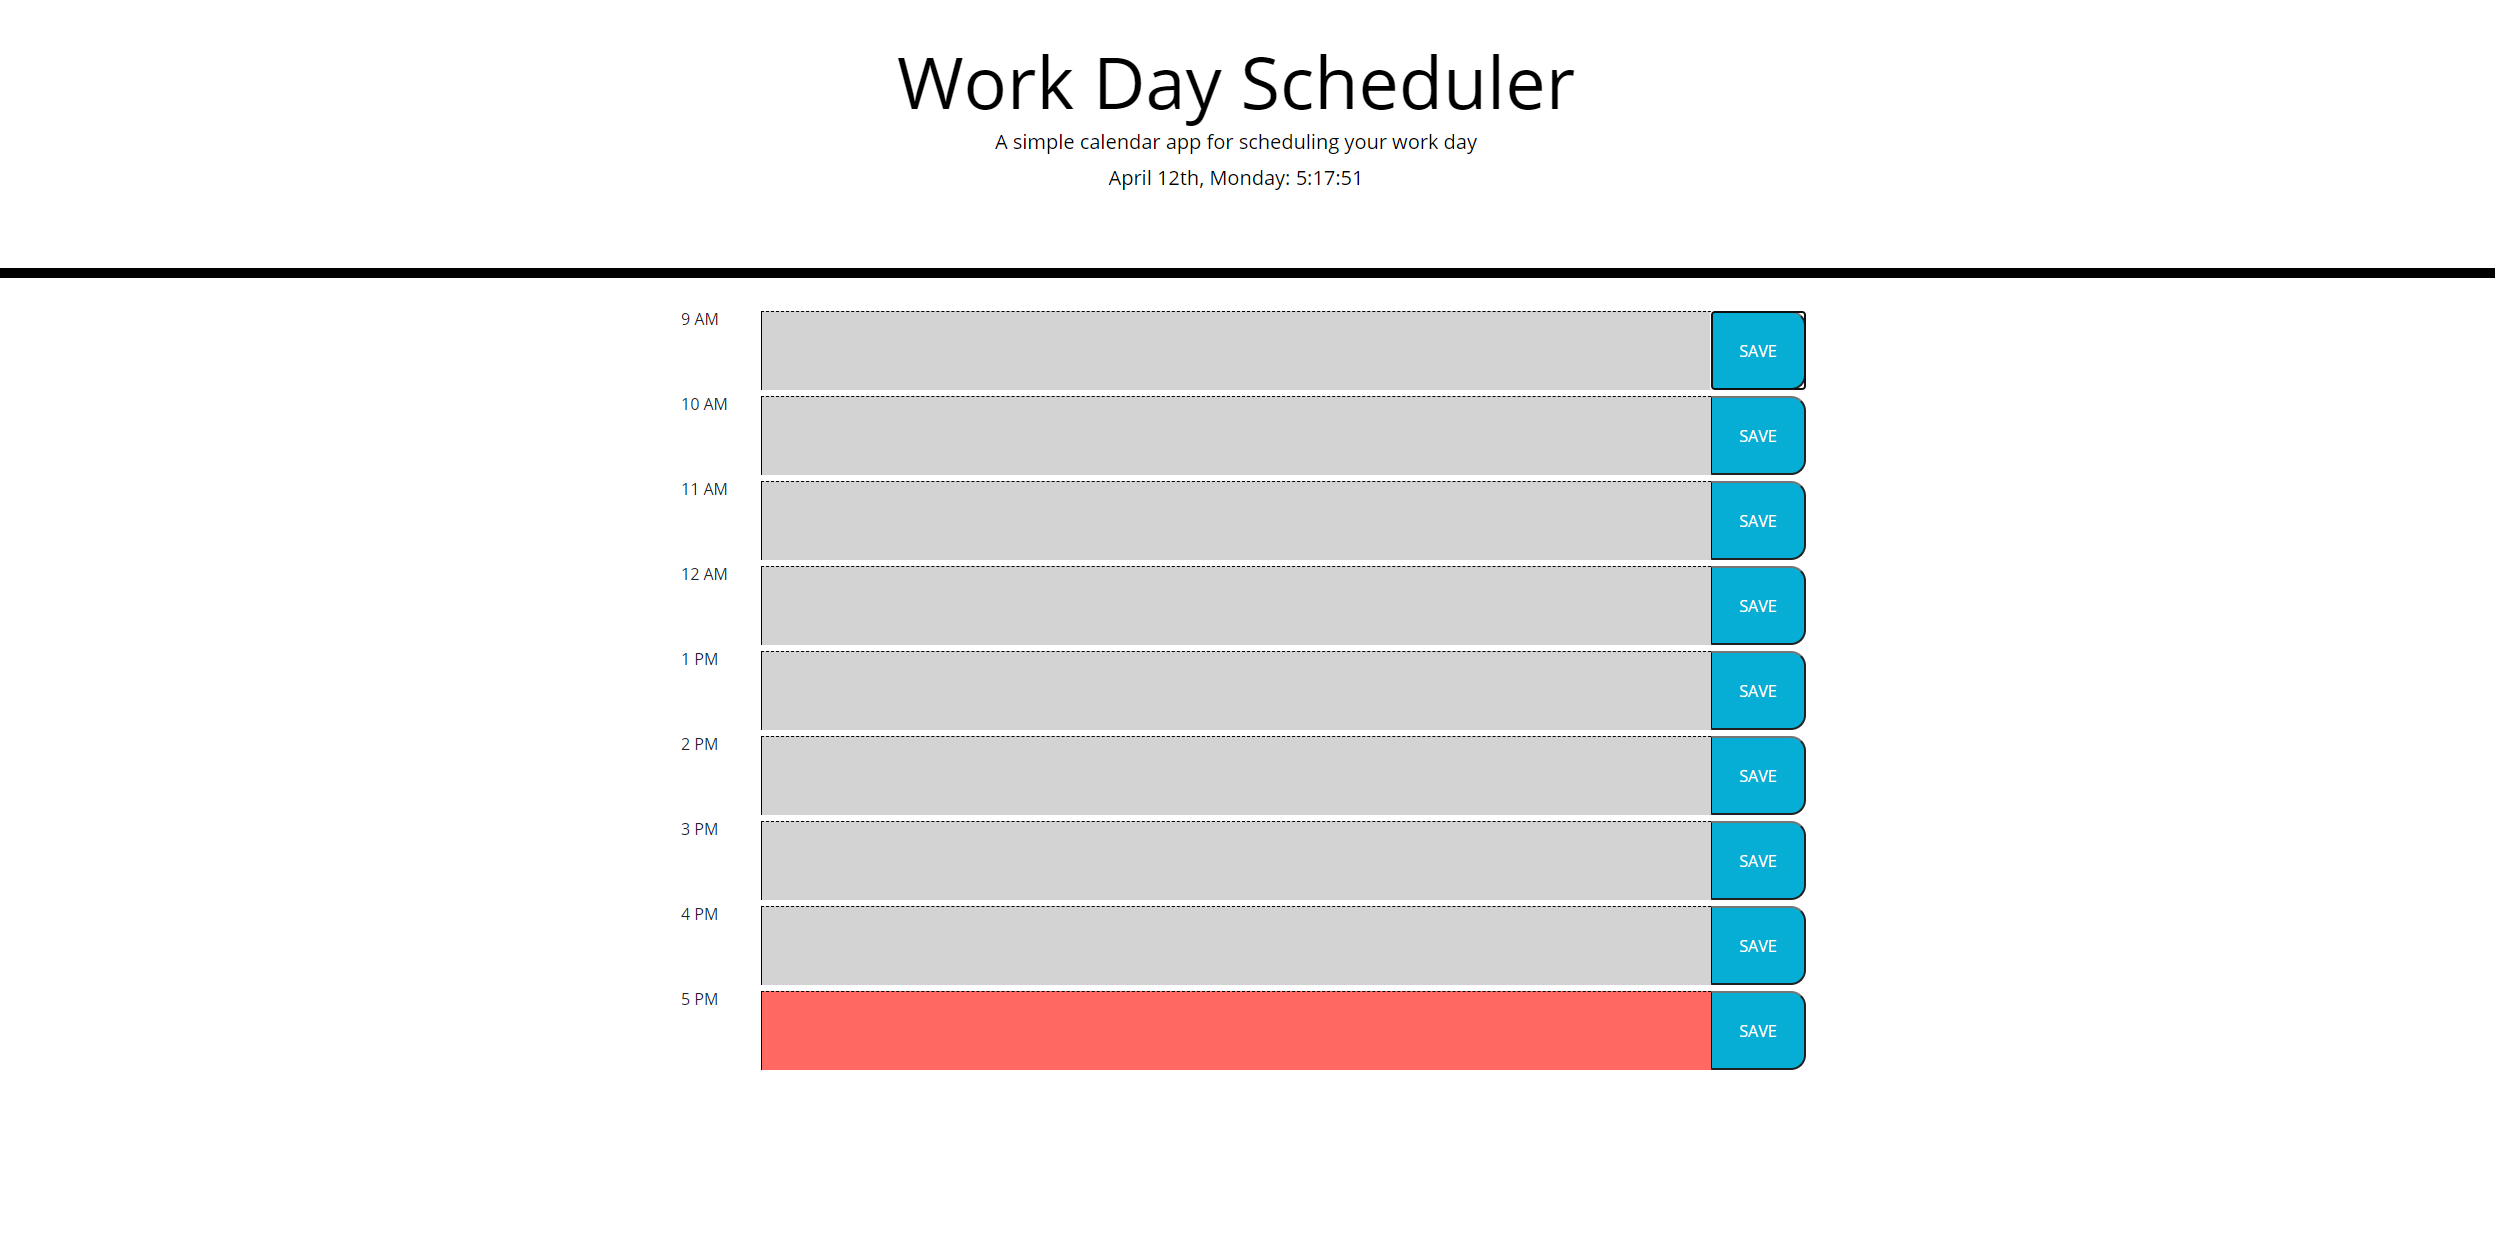 Work Day Scheduler
A simple calendar app for scheduling your work day
April 12th, Monday: 5:17:51
9 AM
SAVE
10 AM
SAVE
11 AM
SAVE
12 AM
SAVE
1 PM
SAVE
2 PM
SAVE
3 PM
SAVE
4 PM
SAVE
5 PM
SAVE